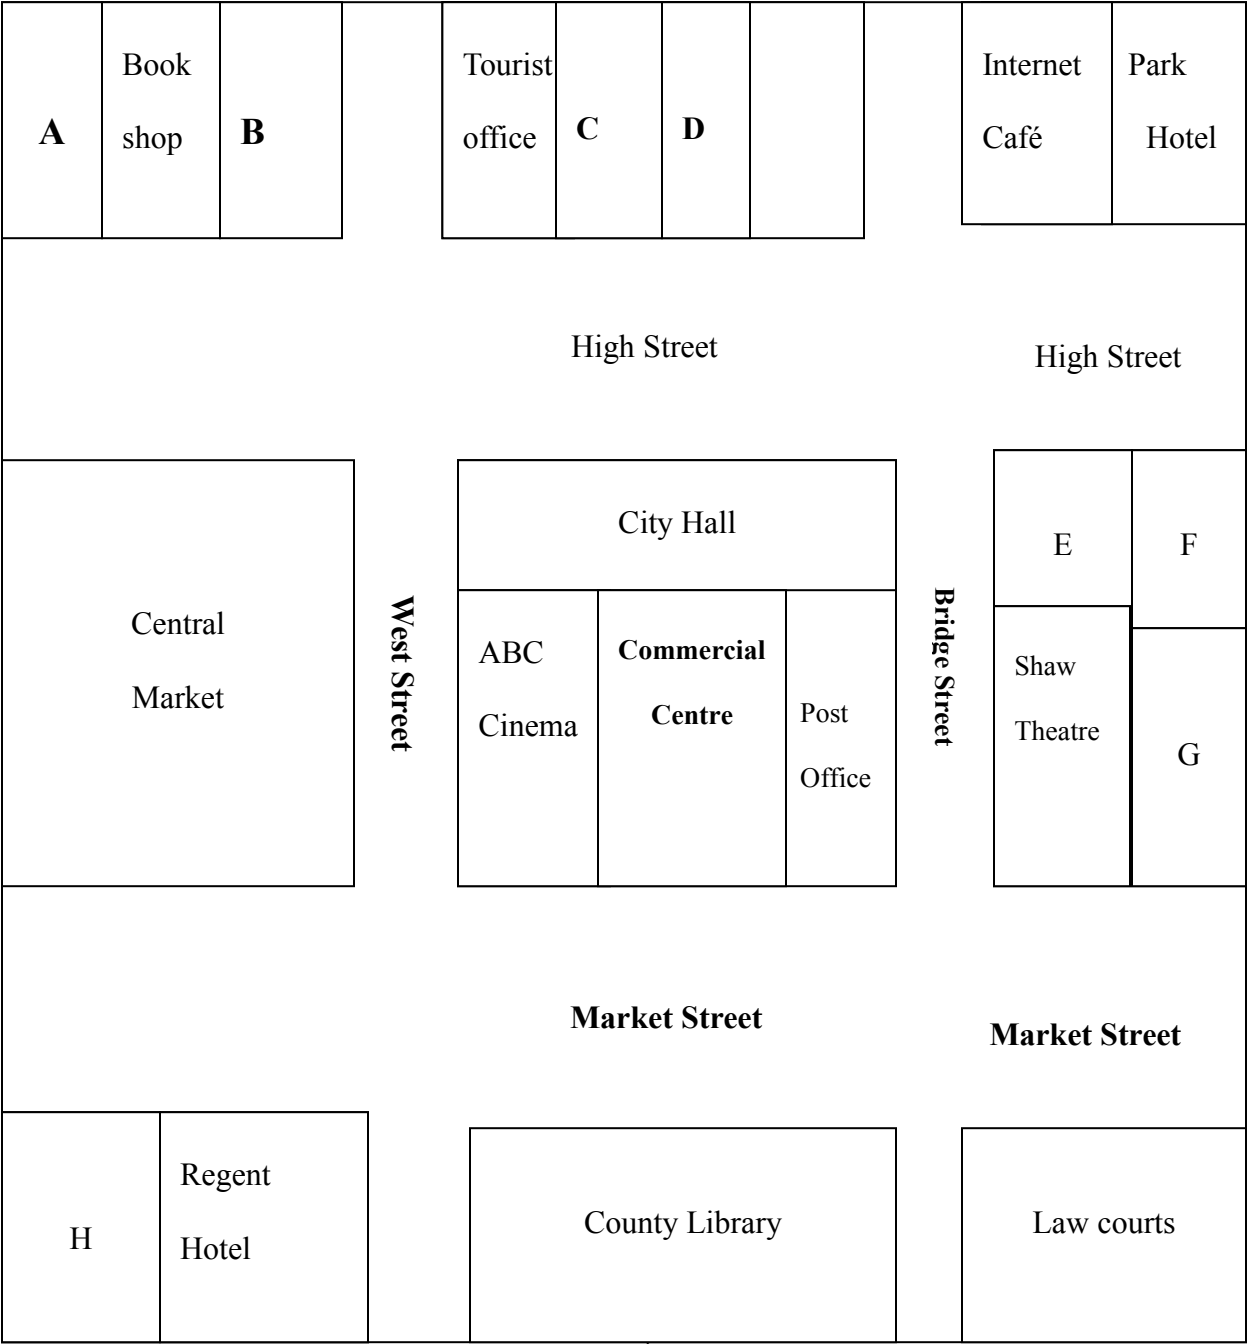 A
Book
shop
B
Tourist
office
C
D
Internet
Café
Park
Hotel
High Street
High Street
City Hall
E
F
Central
Market
West Street
ABC
Cinema
Commercial
Centre
Post
Office
Bridge Street
Shaw
Theatre
G
Market Street
Market Street
H
Regent
Hotel
County Library
Law courts